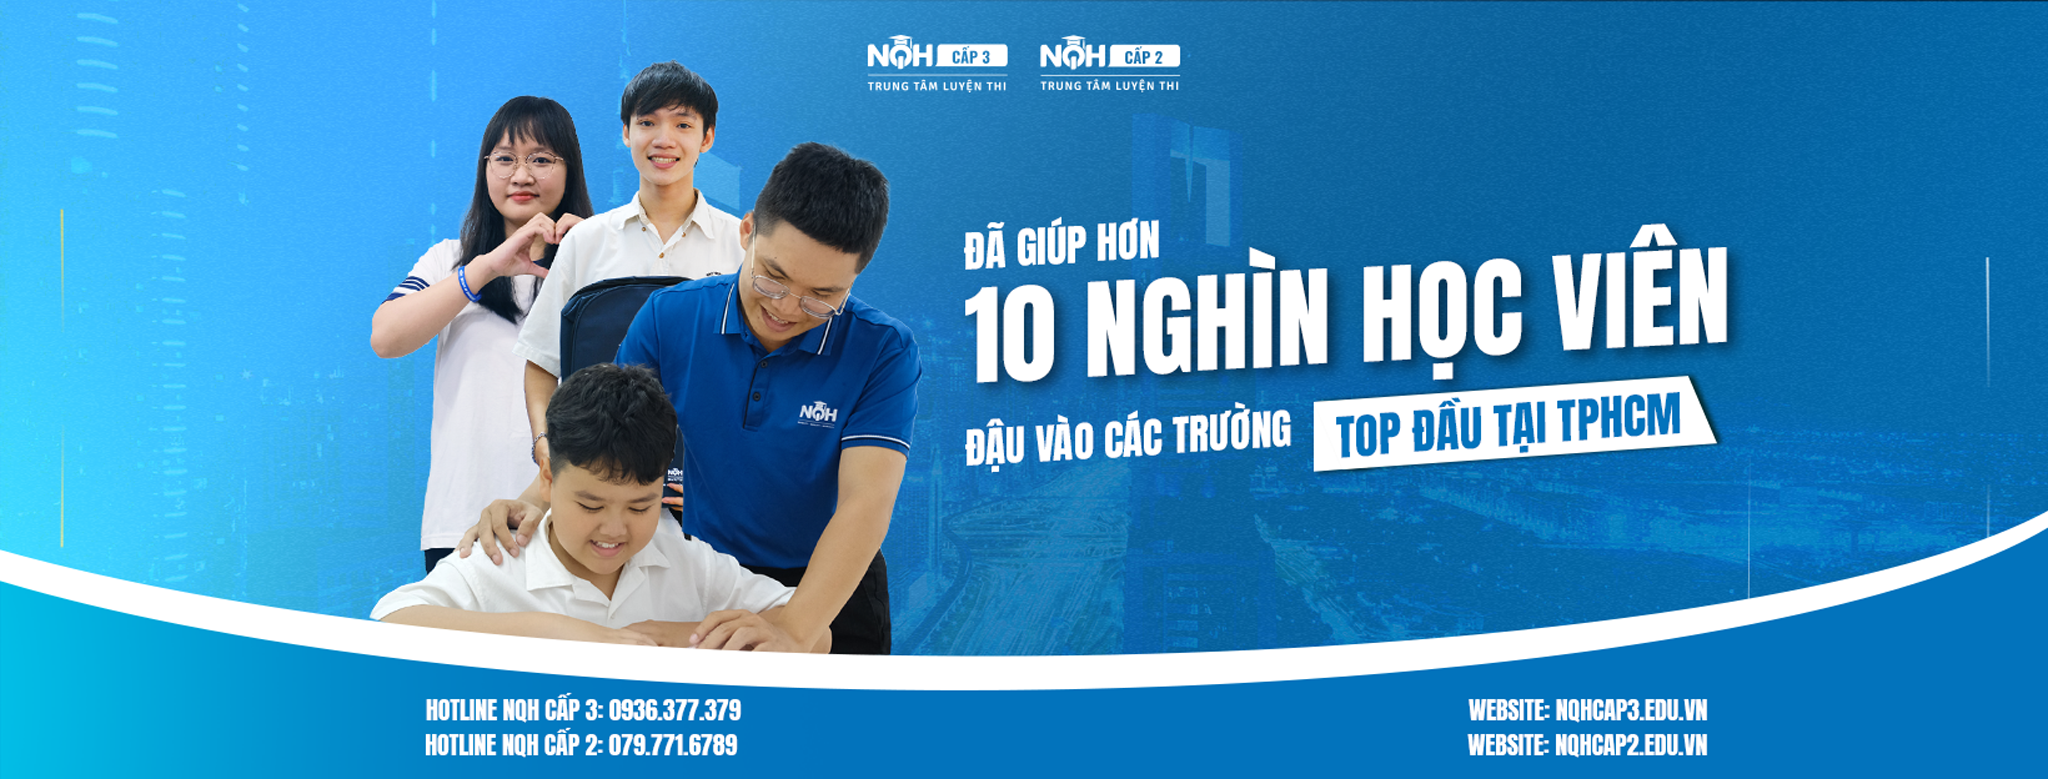 NQH CẤP 3
TRUNG TÂM LUYỆN THI
NQH CẤP 2
TRUNG TÂM LUYỆN THI
ĐÃ GIÚP HƠN
10 NGHÌN HỌC VIÊN
ĐẬU VÀO CÁC TRƯỜNG TOP ĐẦU TẠI TPHCM
NQH
NQH
HOTLINE NQH CẤP 3: 0936.377.379
HOTLINE NQH CẤP 2: 079.771.6789
WEBSITE: NQHCAP3.EDU.VN
WEBSITE: NQHCAP2.EDU.VN